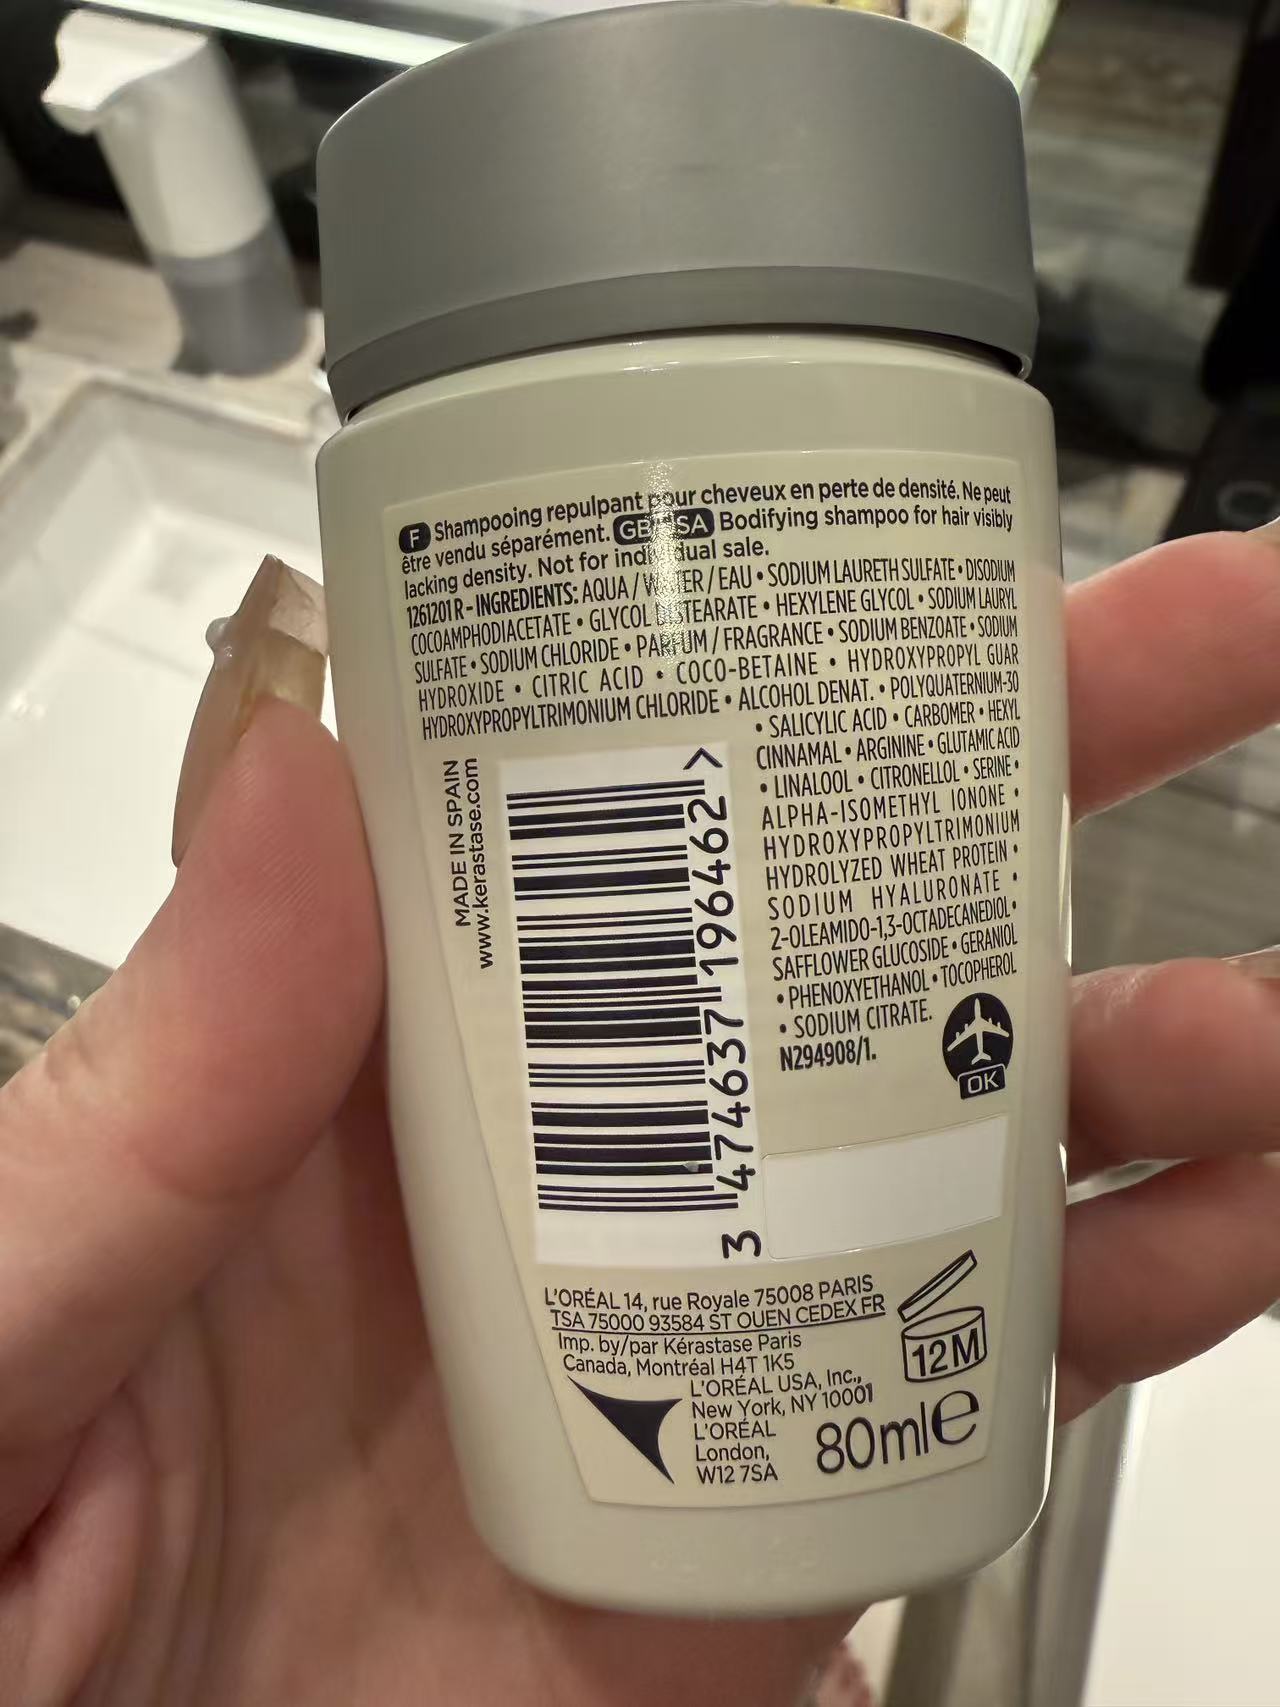 F Shampooing repulpant pour cheveux en perte de densité. Ne peut
être vendu séparément. GB USA Bodifying shampoo for hair visibly
lacking density. Not for individual sale.
1261201 R - INGREDIENTS: AQUA / WATER / EAU • SODIUM LAURETH SULFATE • DISODIUM
COCOAMPHODIACETATE • GLYCOL DISTEARATE • HEXYLENE GLYCOL • SODIUM LAURYL
SULFATE • SODIUM CHLORIDE • PARFUM / FRAGRANCE • SODIUM BENZOATE • SODIUM
HYDROXIDE • CITRIC ACID • COCO-BETAINE • HYDROXYPROPYL GUAR
HYDROXYPROPYLTRIMONIUM CHLORIDE • ALCOHOL DENAT. • POLYQUATERNIUM-30
• SALICYLIC ACID • CARBOMER • HEXYL
CINNAMAL • ARGININE • GLUTAMIC ACID
• LINALOOL • CITRONELLOL • SERINE •
ALPHA-ISOMETHYL IONONE •
HYDROXYPROPYLTRIMONIUM
HYDROLYZED WHEAT PROTEIN •
SODIUM HYALURONATE •
2-OLEAMIDO-1,3-OCTADECANEDIOL •
SAFFLOWER GLUCOSIDE • GERANIOL
• PHENOXYETHANOL • TOCOPHEROL
• SODIUM CITRATE.
N294908/1.
OK
MADE IN SPAIN
www.kerastase.com
3 474637 196462 >
L'ORÉAL 14, rue Royale 75008 PARIS
TSA 75000 93584 ST OUEN CEDEX FR
Imp. by/par Kérastase Paris
Canada, Montréal H4T 1K5
L'ORÉAL USA, Inc.,
New York, NY 10001
L'ORÉAL
London,
W12 7SA
12M
80ml e